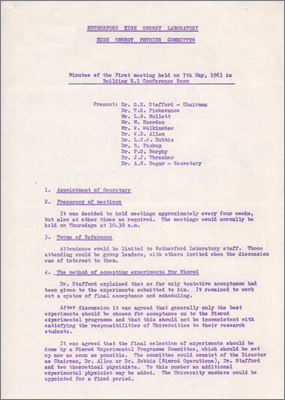 RUTHERFORD HIGH ENERGY LABORATORY
HIGH ENERGY PHYSICS COMMITTEE
Minutes of the First meeting held on 7th May, 1963 in
Building R.1 Conference Room
Present: Dr. G.H. Stafford - Chairman
Dr. T.G. Pickavance
Mr. L.B. Mullett
Mr. M. Snowden
Mr. W. Walkinshaw
Dr. W.D. Allen
Dr. L.C.W. Hobbis
Dr. E. Pickup
Dr. P.G. Murphy
Dr. J.J. Thresher
Dr. A.H. Segar - Secretary
1. Appointment of Secretary
2. Frequency of meetings
It was decided to hold meetings approximately every four weeks,
but also at other times as required. The meetings would normally be
held on Thursdays at 10.30 a.m.
3. Terms of Reference
Attendance would be limited to Rutherford Laboratory staff. Those
attending would be group leaders, with others invited when the discussion
was of interest to them.
4. The method of accepting experiments for Nimrod
Dr. Stafford explained that so far only tentative acceptance had
been given to the experiments submitted to him. It remained to work
out a system of final acceptance and scheduling.
After discussion it was agreed that generally only the best
experiments should be chosen for acceptance on to the Nimrod
experimental programme and that this should not be inconsistent with
satisfying the responsibilities of Universities to their research
students.
It was agreed that the final selection of experiments should be
done by a Nimrod Experimental Programme Committee, which should be set
up now as soon as possible. The committee would consist of the Director
as Chairman, Dr. Allen or Dr. Hobbis (Nimrod Operations), Dr. Stafford
and two theoretical physicists. To this number an additional
experimental physicist may be added. The University members would be
appointed for a fixed period.